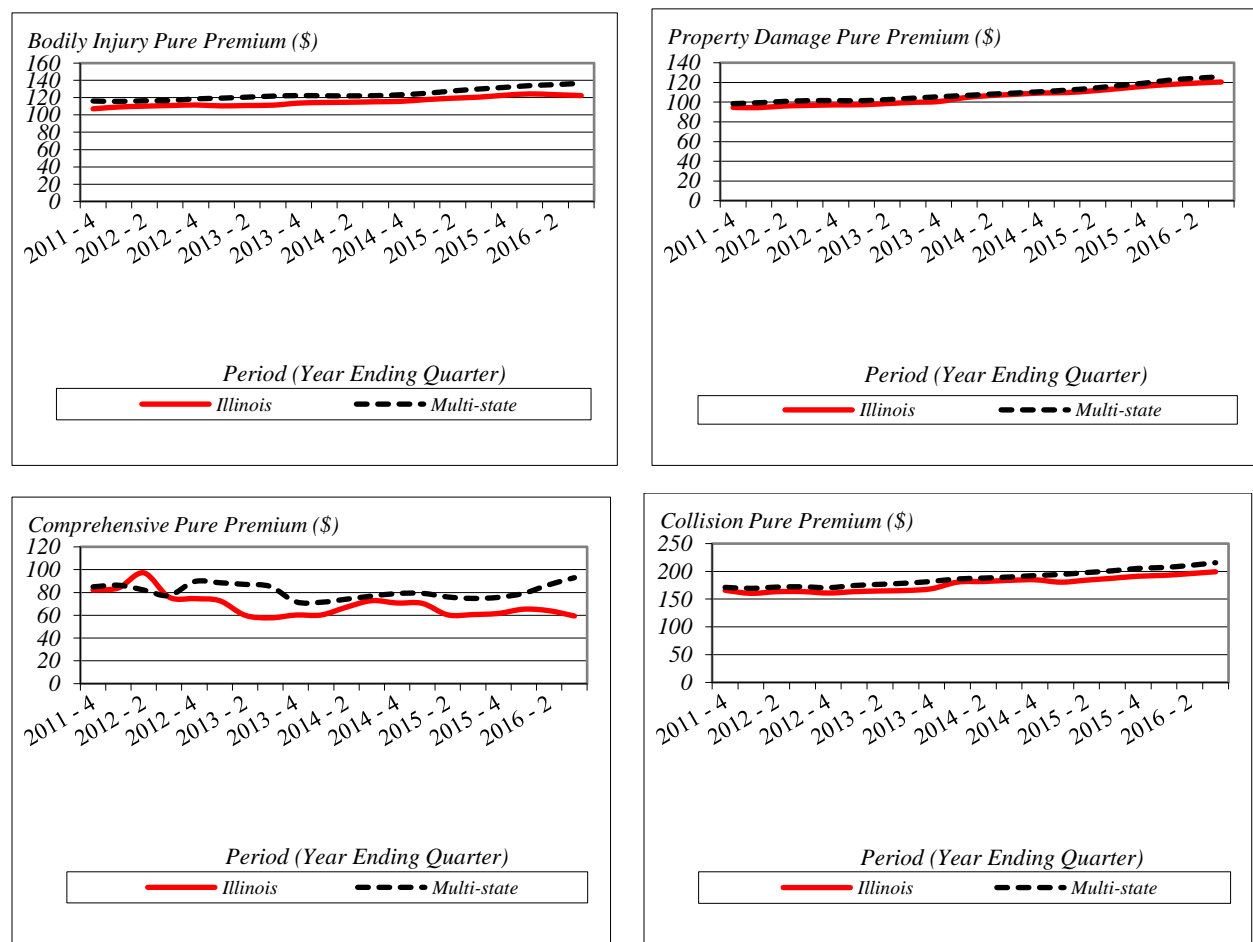 Bodily Injury Pure Premium ($)
160
140
120
100
80
60
40
20
0
2011 - 4
2012 - 2
2012 - 4
2013 - 2
2013 - 4
2014 - 2
2014 - 4
2015 - 2
2015 - 4
2016 - 2
Period (Year Ending Quarter)
Illinois Multi-state
Property Damage Pure Premium ($)
140
120
100
80
60
40
20
0
2011 - 4
2012 - 2
2012 - 4
2013 - 2
2013 - 4
2014 - 2
2014 - 4
2015 - 2
2015 - 4
2016 - 2
Period (Year Ending Quarter)
Illinois Multi-state
Comprehensive Pure Premium ($)
120
100
80
60
40
20
0
2011 - 4
2012 - 2
2012 - 4
2013 - 2
2013 - 4
2014 - 2
2014 - 4
2015 - 2
2015 - 4
2016 - 2
Period (Year Ending Quarter)
Illinois Multi-state
Collision Pure Premium ($)
250
200
150
100
50
0
2011 - 4
2012 - 2
2012 - 4
2013 - 2
2013 - 4
2014 - 2
2014 - 4
2015 - 2
2015 - 4
2016 - 2
Period (Year Ending Quarter)
Illinois Multi-state